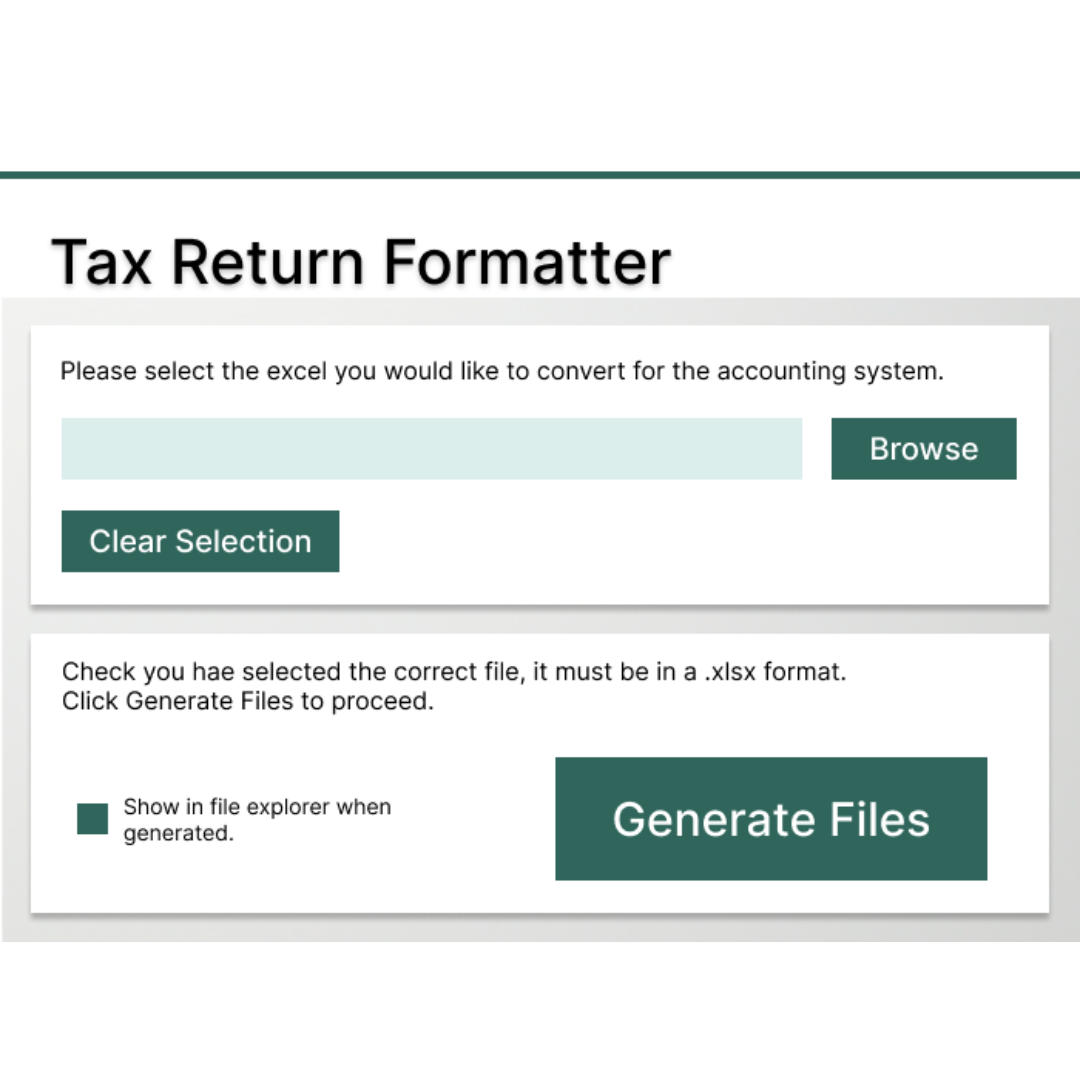 Tax Return Formatter
Please select the excel you would like to convert for the accounting system.
Browse
Clear Selection
Check you hae selected the correct file, it must be in a .xlsx format.
Click Generate Files to proceed.
Show in file explorer when
generated.
Generate Files